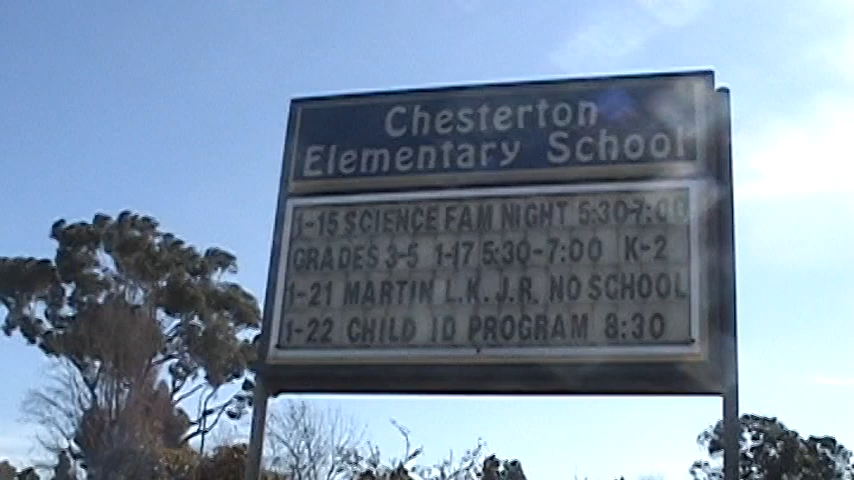 Chesterton
Elementary School
1-15 SCIENCE FAM NIGHT 5:30-7:00
GRADES 3-5 1-17 5:30-7:00 K-2
1-21 MARTIN L.K. J.R. NO SCHOOL
1-22 CHILD ID PROGRAM 8:30